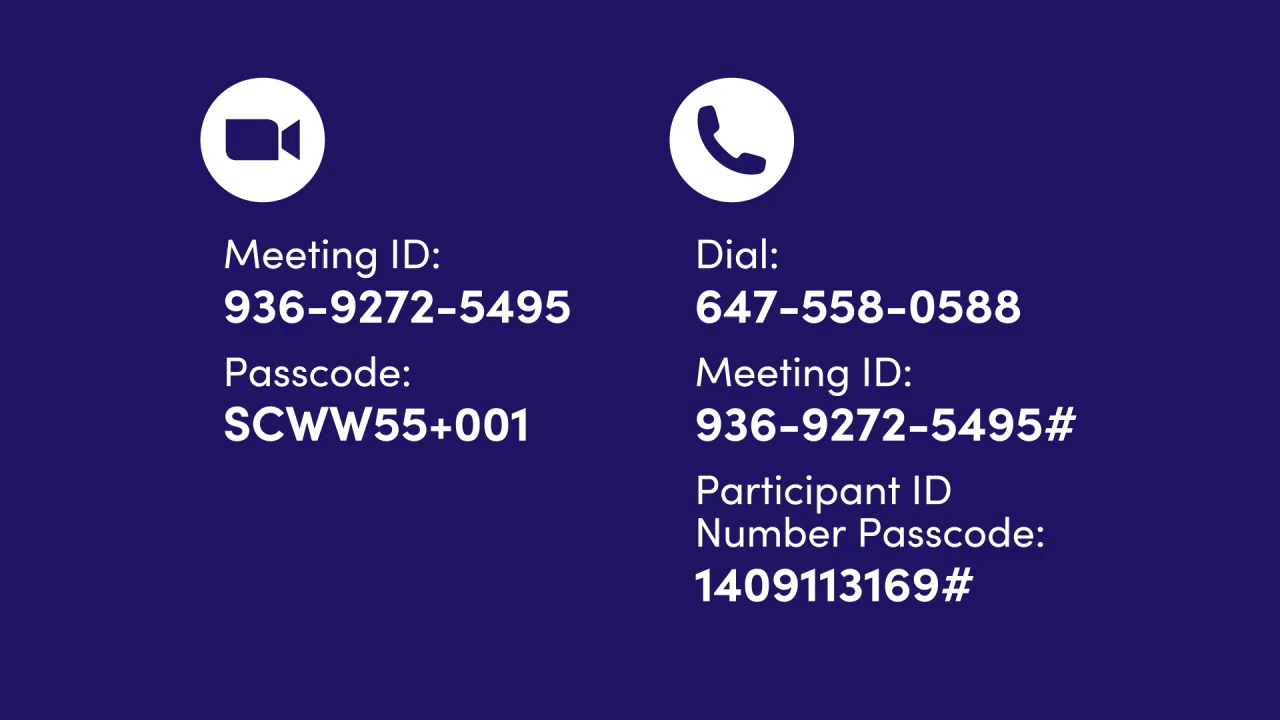 Meeting ID:
936-9272-5495
Passcode:
SCWW55+001
Dial:
647-558-0588
Meeting ID:
936-9272-5495#
Participant ID
Number Passcode:
1409113169#